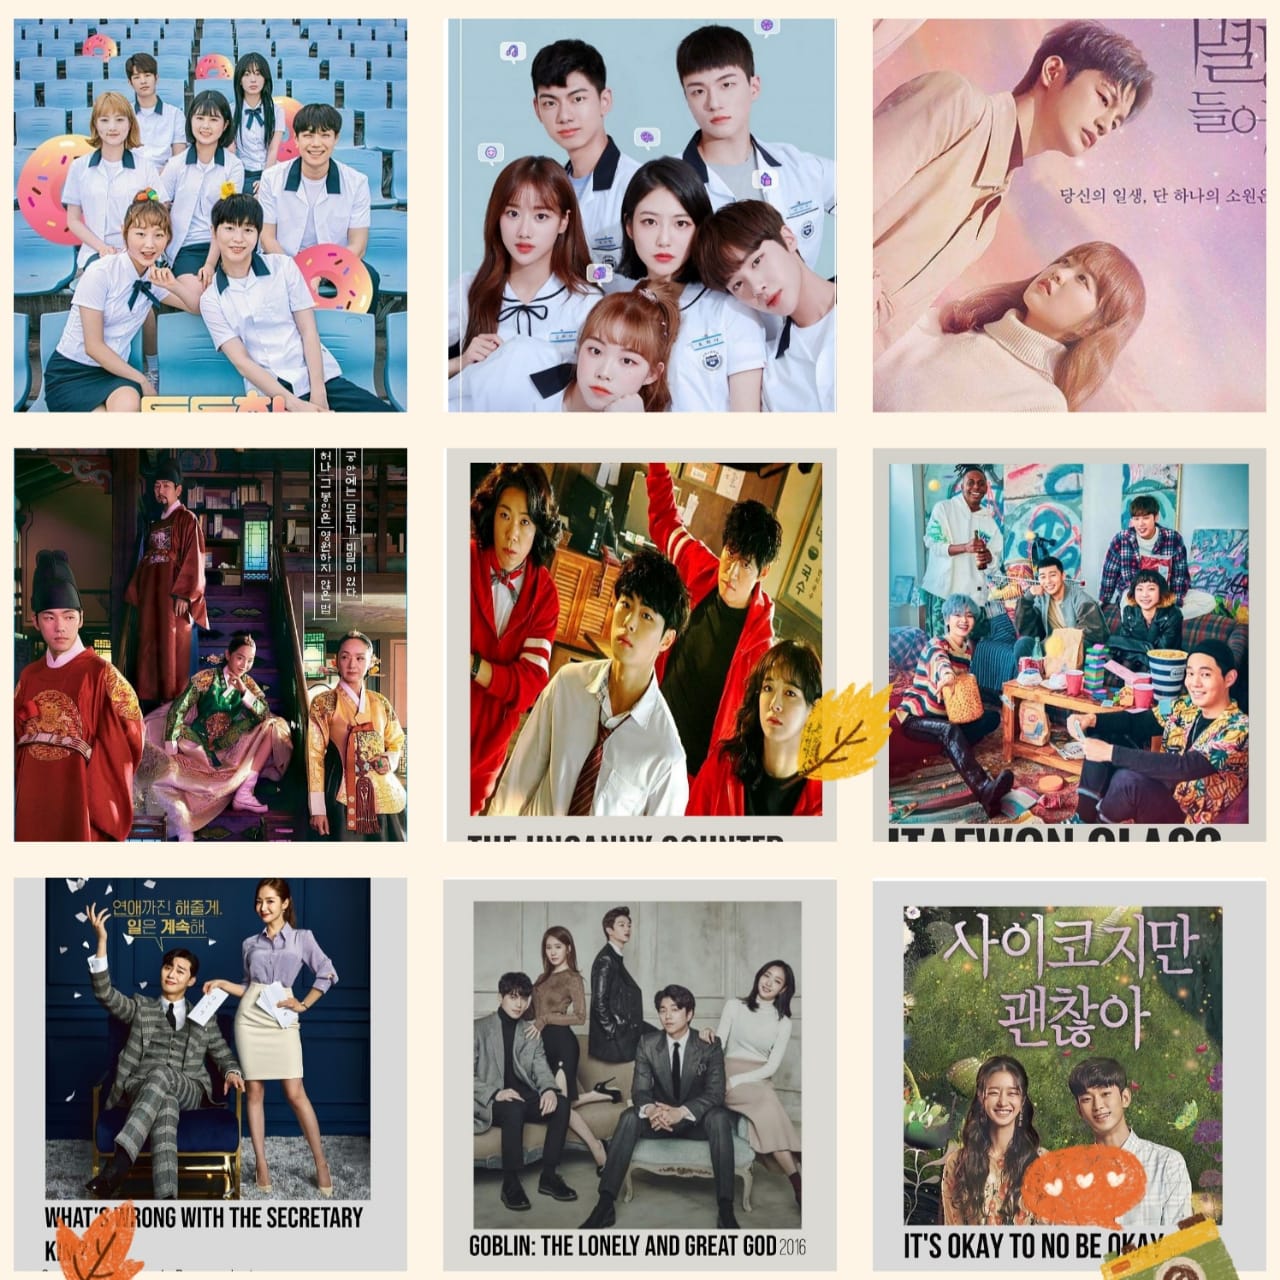 당신의 일생, 단 하나의 소원은
궁 안에는 모두가 비밀이 있다.
허나 그 봉인은 영원하지 않은 법
THE UNCANNY COUNTER
ITAEWON CLASS
연애까진 해줄게.
일은 계속해.
WHAT'S WRONG WITH THE SECRETARY
GOBLIN: THE LONELY AND GREAT GOD 2016
사이코지만
괜찮아
IT'S OKAY TO NO BE OKAY